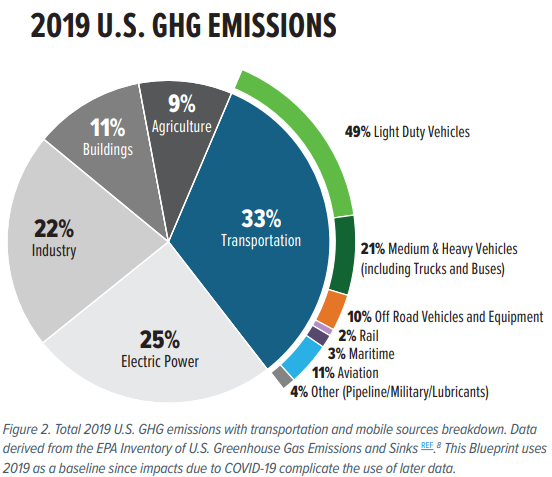 2019 U.S. GHG EMISSIONS
9%
Agriculture
11%
Buildings
49% Light Duty Vehicles
33%
Transportation
22%
Industry
21% Medium & Heavy Vehicles
(including Trucks and Buses)
10% Off Road Vehicles and Equipment
2% Rail
25%
Electric Power
3% Maritime
11% Aviation
4% Other (Pipeline/Military/Lubricants)
Figure 2. Total 2019 U.S. GHG emissions with transportation and mobile sources breakdown. Data
derived from the EPA Inventory of U.S. Greenhouse Gas Emissions and Sinks REF.8 This Blueprint uses
2019 as a baseline since impacts due to COVID-19 complicate the use of later data.